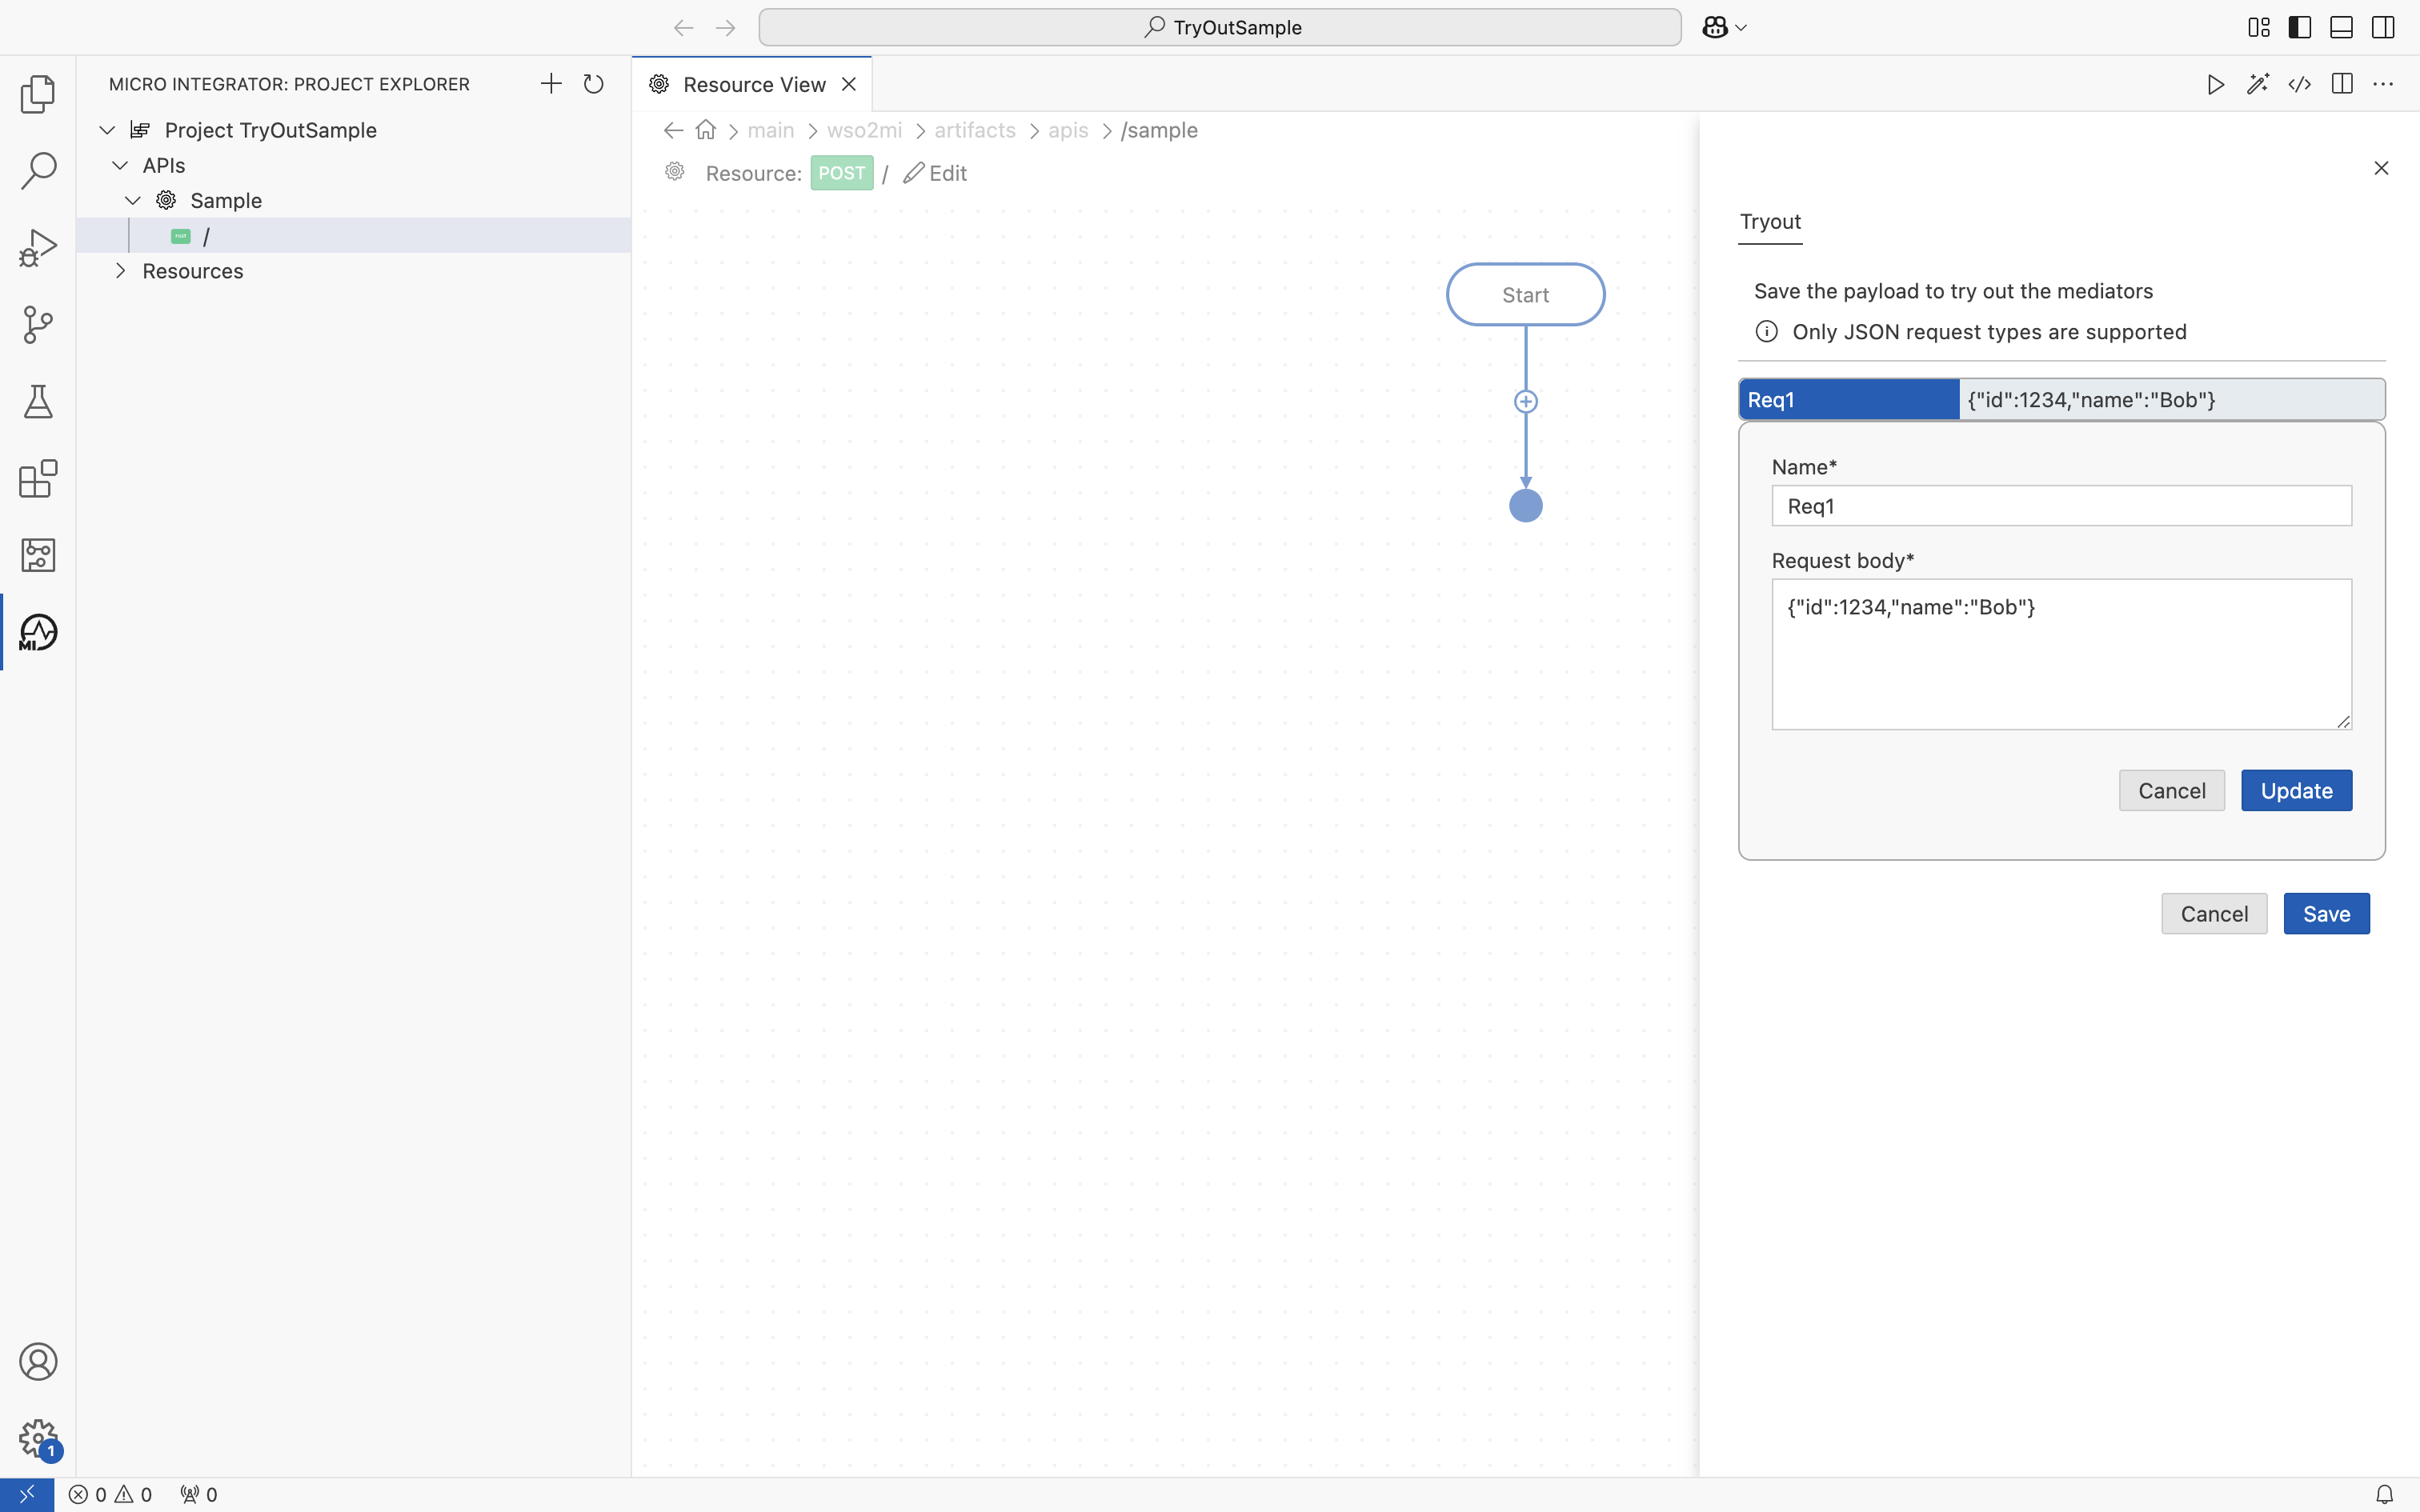 TryOutSample
MICRO INTEGRATOR: PROJECT EXPLORER
Project TryOutSample
APIs
Sample
/
Resources
Resource View
main
wso2mi
artifacts
apis
/sample
Resource: POST / Edit
Start
Tryout
Save the payload to try out the mediators
Only JSON request types are supported
Req1 {"id":1234,"name":"Bob"}
Name*
Req1
Request body*
{"id":1234,"name":"Bob"}
Cancel Update
Cancel Save
MI
1
0 0 0